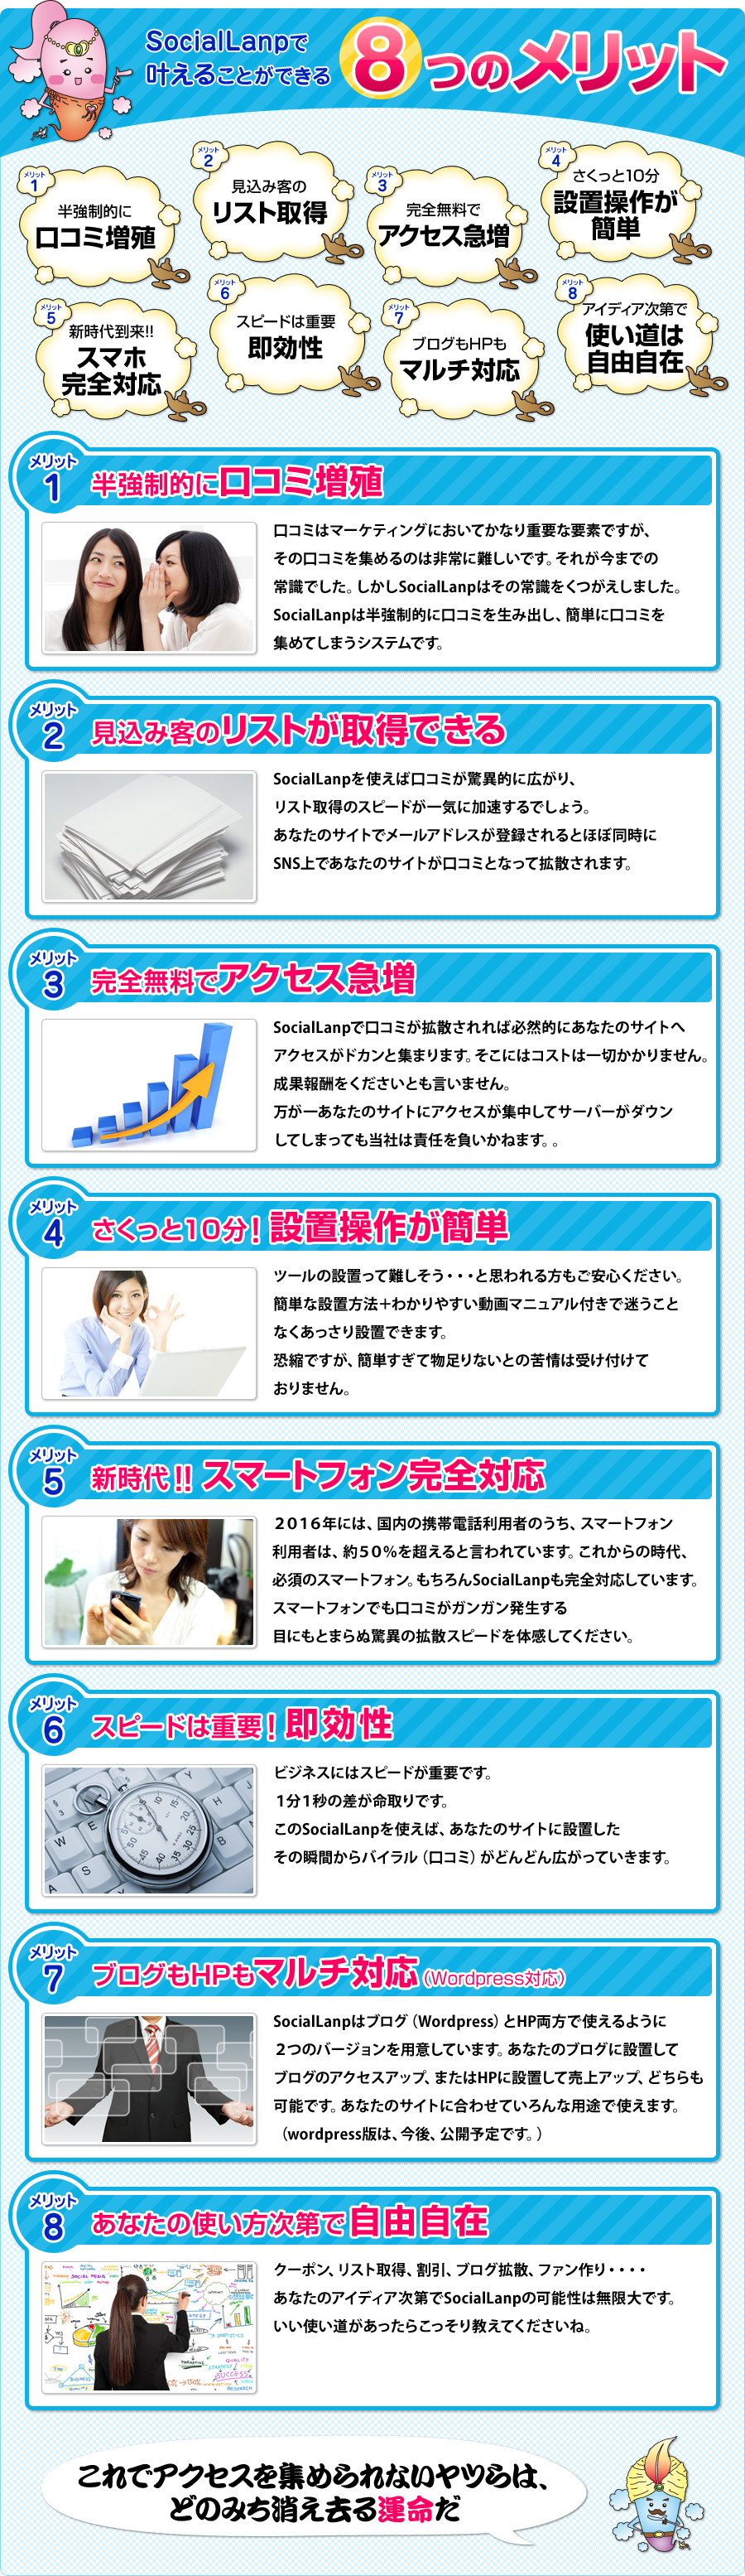 SocialLanpで
叶えることができる
8つのメリット
メリット
1
半強制的に
口コミ増殖
メリット
2
見込み客の
リスト取得
メリット
3
完全無料で
アクセス急増
メリット
4
さくっと10分
設置操作が
簡単
メリット
5
新時代到来!!
スマホ
完全対応
メリット
6
スピードは重要
即効性
メリット
7
ブログもHPも
マルチ対応
メリット
8
アイディア次第で
使い道は
自由自在
メリット
1
半強制的に口コミ増殖
口コミはマーケティングにおいてかなり重要な要素ですが、
その口コミを集めるのは非常に難しいです。それが今までの
常識でした。しかしSocialLanpはその常識をくつがえしました。
SocialLanpは半強制的に口コミを生み出し、簡単に口コミを
集めてしまうシステムです。
メリット
2
見込み客のリストが取得できる
SocialLanpを使えば口コミが驚異的に広がり、
リスト取得のスピードが一気に加速するでしょう。
あなたのサイトでメールアドレスが登録されるとほぼ同時に
SNS上であなたのサイトが口コミとなって拡散されます。
メリット
3
完全無料でアクセス急増
SocialLanpで口コミが拡散されれば必然的にあなたのサイトへ
アクセスがドカンと集まります。そこにはコストは一切かかりません。
成果報酬をくださいとも言いません。
万が一あなたのサイトにアクセスが集中してサーバーがダウン
してしまっても当社は責任を負いかねます。。
メリット
4
さくっと10分！設置操作が簡単
ツールの設置って難しそう・・・と思われる方もご安心ください。
簡単な設置方法＋わかりやすい動画マニュアル付きで迷うこと
なくあっさり設置できます。
恐縮ですが、簡単すぎて物足りないとの苦情は受け付けて
おりません。
メリット
5
新時代!! スマートフォン完全対応
２０１６年には、国内の携帯電話利用者のうち、スマートフォン
利用者は、約５０％を超えると言われています。これからの時代、
必須のスマートフォン。もちろんSocialLanpも完全対応しています。
スマートフォンでも口コミがガンガン発生する
目にもとまらぬ驚異の拡散スピードを体感してください。
メリット
6
スピードは重要！即効性
ビジネスにはスピードが重要です。
１分１秒の差が命取りです。
このSocialLanpを使えば、あなたのサイトに設置した
その瞬間からバイラル（口コミ）がどんどん広がっていきます。
メリット
7
ブログもHPもマルチ対応（Wordpress対応）
SocialLanpはブログ（Wordpress）とHP両方で使えるように
２つのバージョンを用意しています。あなたのブログに設置して
ブログのアクセスアップ、またはHPに設置して売上アップ、どちらも
可能です。あなたのサイトに合わせていろんな用途で使えます。
（wordpress版は、今後、公開予定です。）
メリット
8
あなたの使い方次第で自由自在
クーポン、リスト取得、割引、ブログ拡散、ファン作り・・・・
あなたのアイディア次第でSocialLanpの可能性は無限大です。
いい使い道があったらこっそり教えてくださいね。
これでアクセスを集められないヤツらは、
どのみち消え去る運命だ